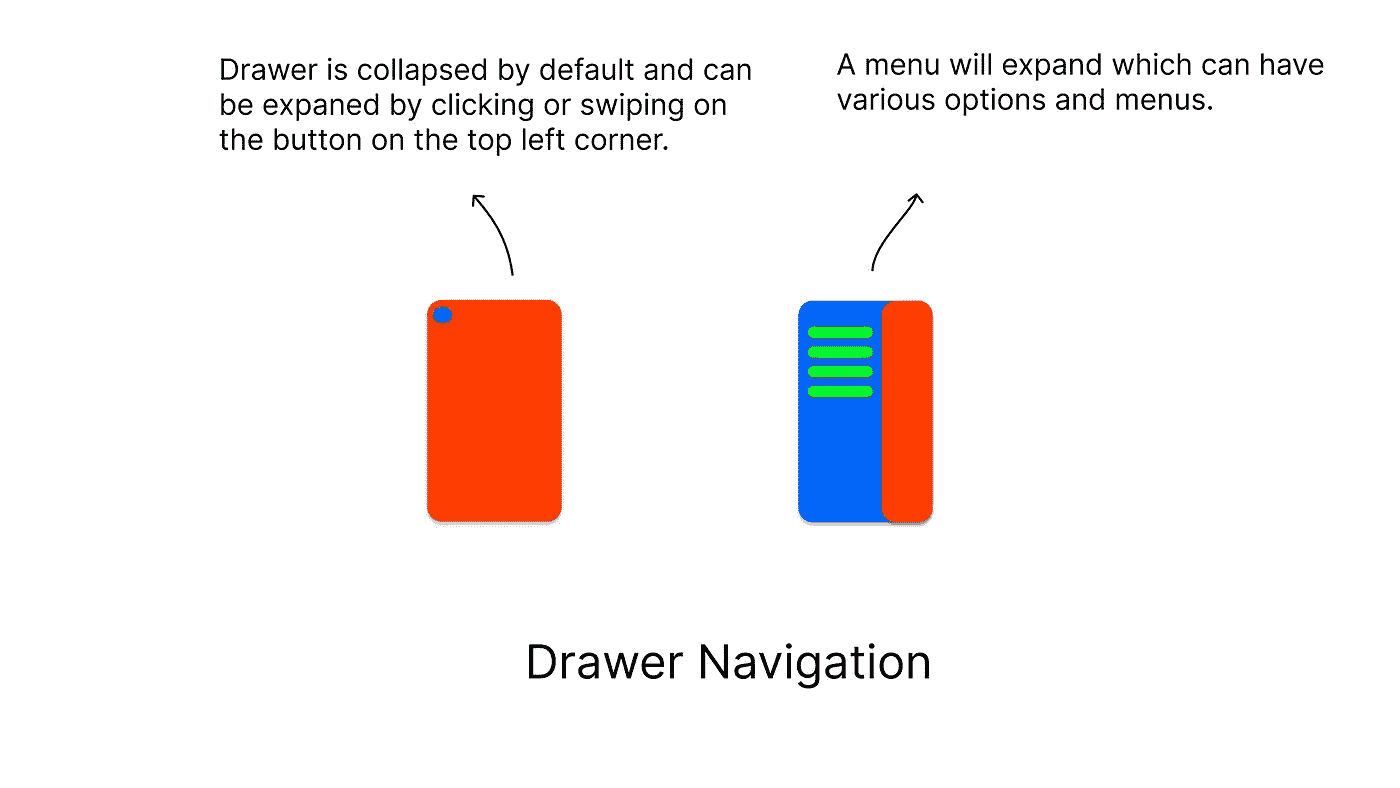 Drawer is collapsed by default and can
be expaned by clicking or swiping on
the button on the top left corner.
A menu will expand which can have
various options and menus.
Drawer Navigation